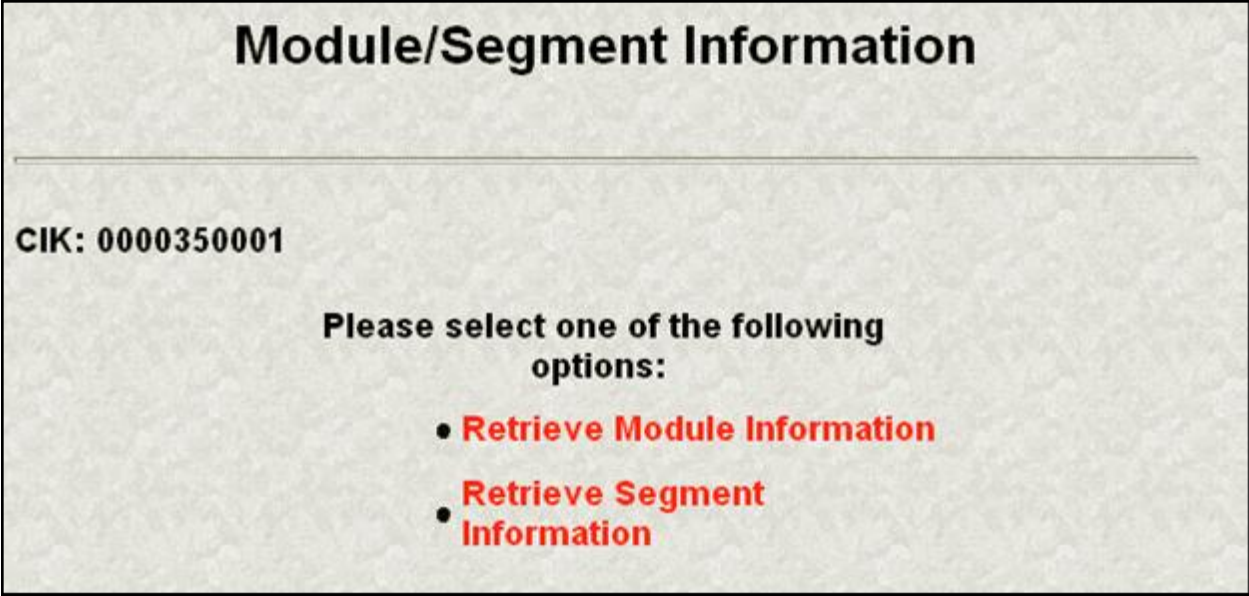 Module/Segment Information
CIK: 0000350001
Please select one of the following
options:
Retrieve Module Information
Retrieve Segment
Information